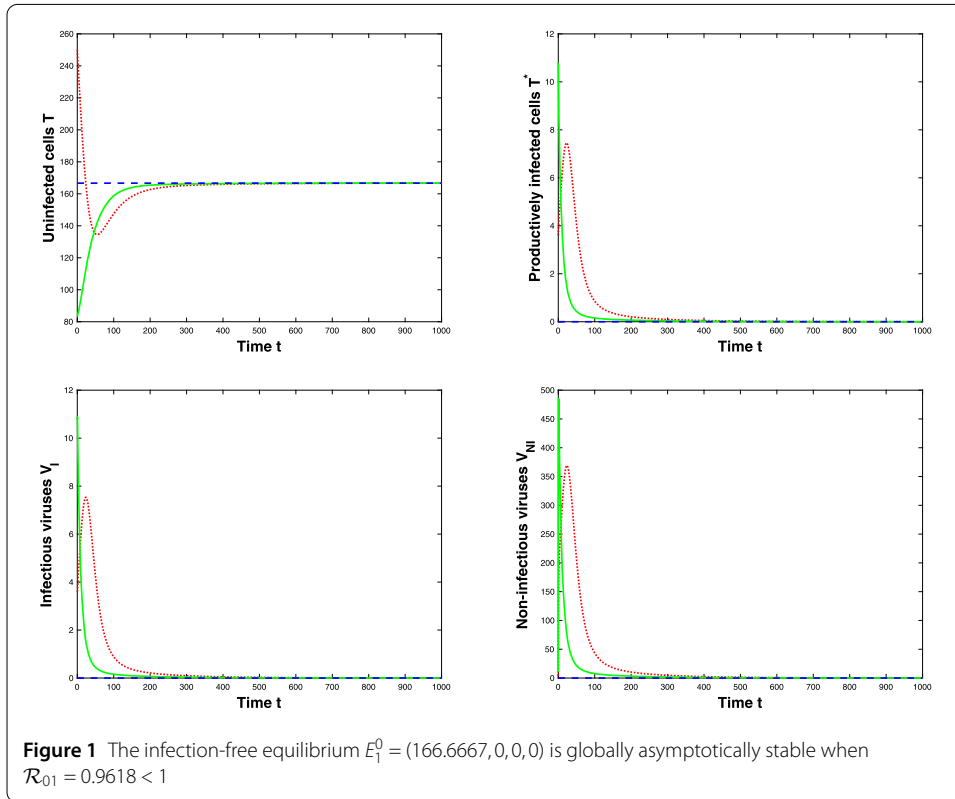 260
240
220
200
180
160
140
120
100
80
Uninfected cells T
0 100 200 300 400 500 600 700 800 900 1000
Time t
12
10
8
6
4
2
0
Productively infected cells T*
0 100 200 300 400 500 600 700 800 900 1000
Time t
12
10
8
6
4
2
0
Infectious viruses V_I
0 100 200 300 400 500 600 700 800 900 1000
Time t
500
450
400
350
300
250
200
150
100
50
0
Non-infectious viruses V_NI
0 100 200 300 400 500 600 700 800 900 1000
Time t
Figure 1 The infection-free equilibrium E_1^0 = (166.6667, 0, 0, 0) is globally asymptotically stable when
R_01 = 0.9618 < 1